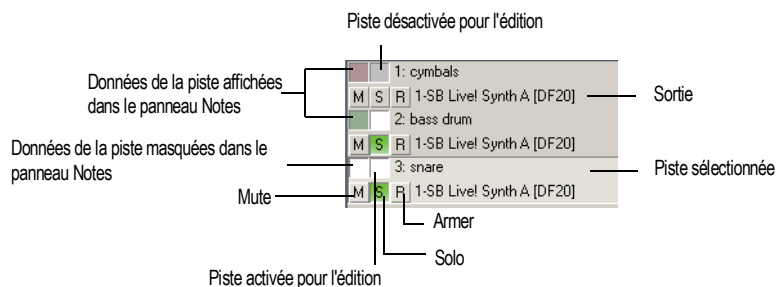 Piste désactivée pour l'édition
Données de la piste affichées
dans le panneau Notes
1: cymbals
M S R 1-SB Live! Synth A [DF20]
Sortie
2: bass drum
M S R 1-SB Live! Synth A [DF20]
Données de la piste masquées dans le
panneau Notes
3: snare
Piste sélectionnée
M S R 1-SB Live! Synth A [DF20]
Mute
Armer
Solo
Piste activée pour l'édition